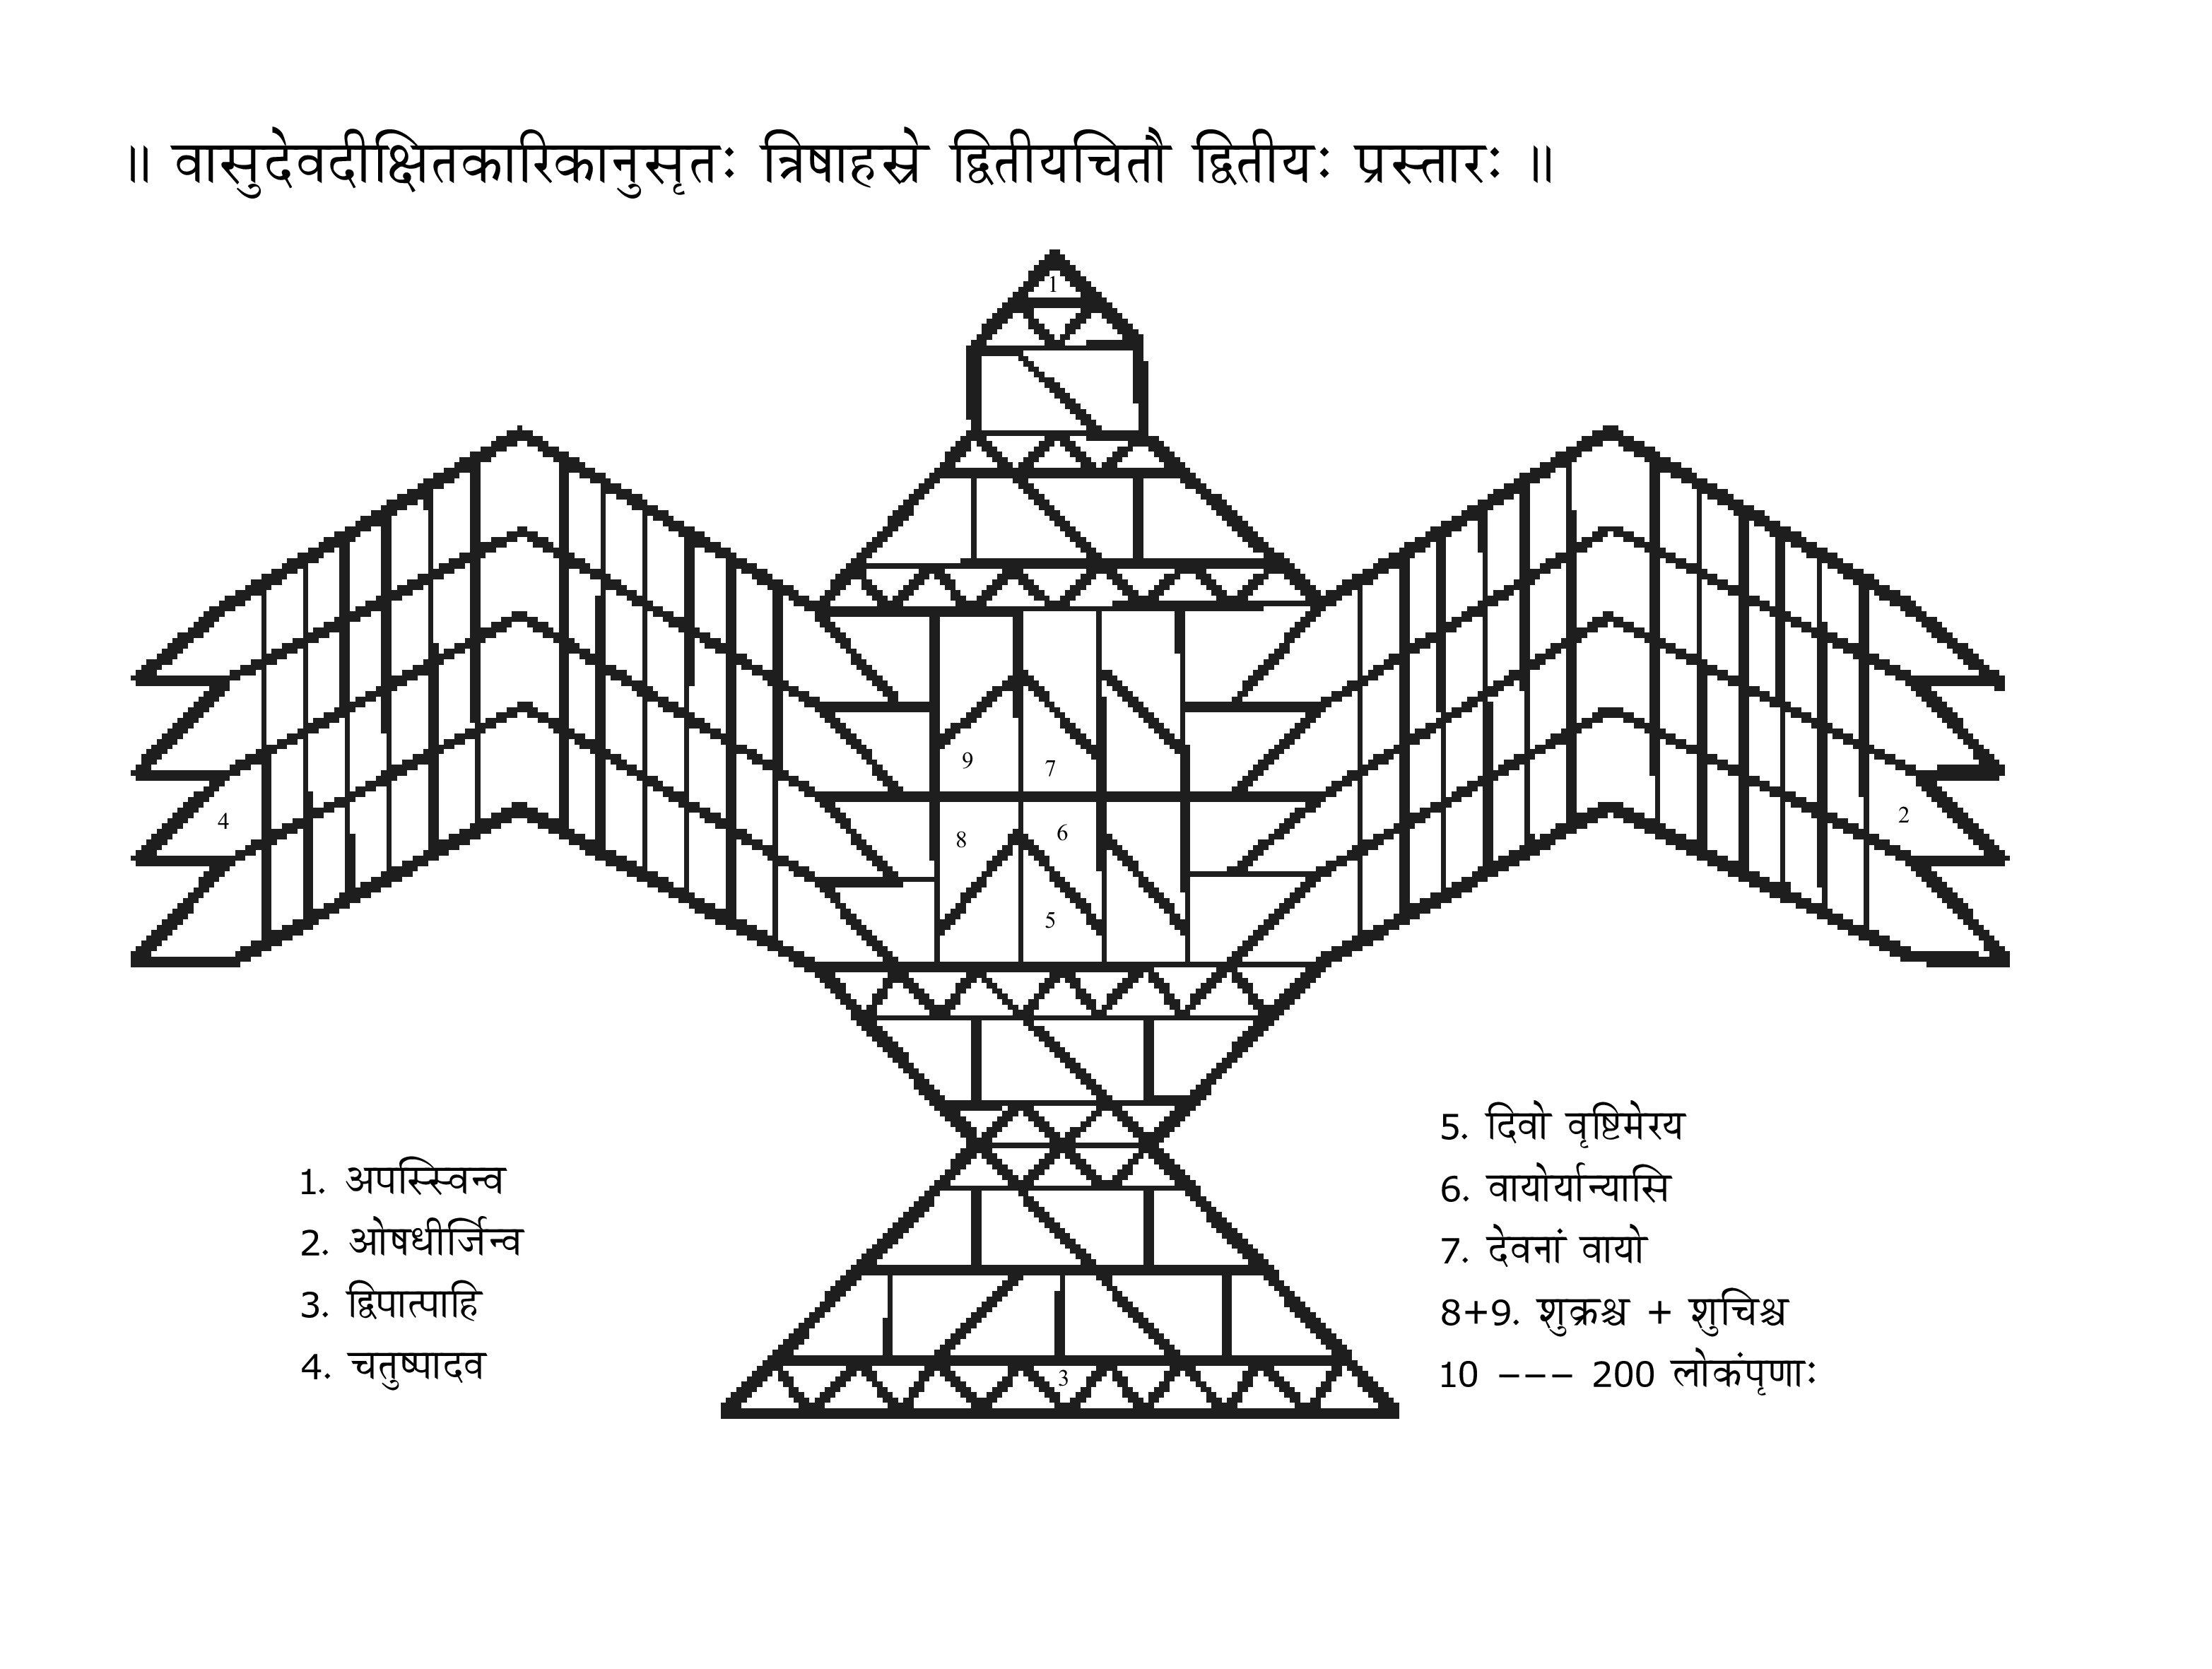 ॥ वासुदेवदीक्षितकारिकानुसृतः त्रिषाहस्रे द्वितीयचितौ द्वितीयः प्रस्तारः ॥
1
9
7
8
6
5
4
2
3
1. अपस्स्विन्व
2. ओषधीर्जिन्व
3. द्विपात्पाहि
4. चतुष्पादव
5. दिवो वृष्टिमेरय
6. वायोर्यान्यासि
7. देवनां वायो
8+9. शुक्रश्च + शुचिश्च
10 --- 200 लोकंपृणाः